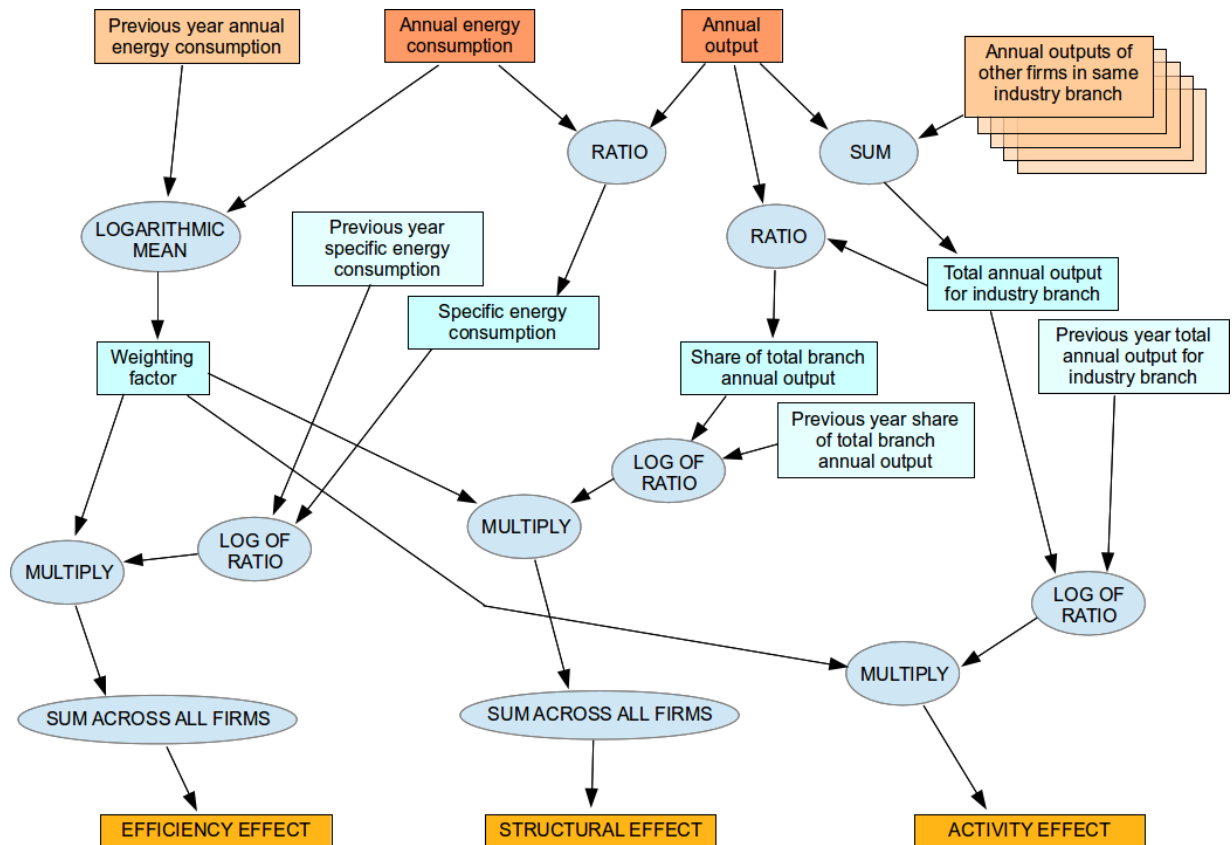 Previous year annual
energy consumption
Annual energy
consumption
Annual
output
Annual outputs of
other firms in same
industry branch
RATIO
SUM
LOGARITHMIC
MEAN
Previous year
specific energy
consumption
RATIO
Total annual output
for industry branch
Specific energy
consumption
Previous year total
annual output for
industry branch
Weighting
factor
Share of total branch
annual output
Previous year share
of total branch
annual output
LOG OF
RATIO
MULTIPLY
LOG OF
RATIO
MULTIPLY
LOG OF
RATIO
MULTIPLY
SUM ACROSS ALL FIRMS
SUM ACROSS ALL FIRMS
EFFICIENCY EFFECT
STRUCTURAL EFFECT
ACTIVITY EFFECT